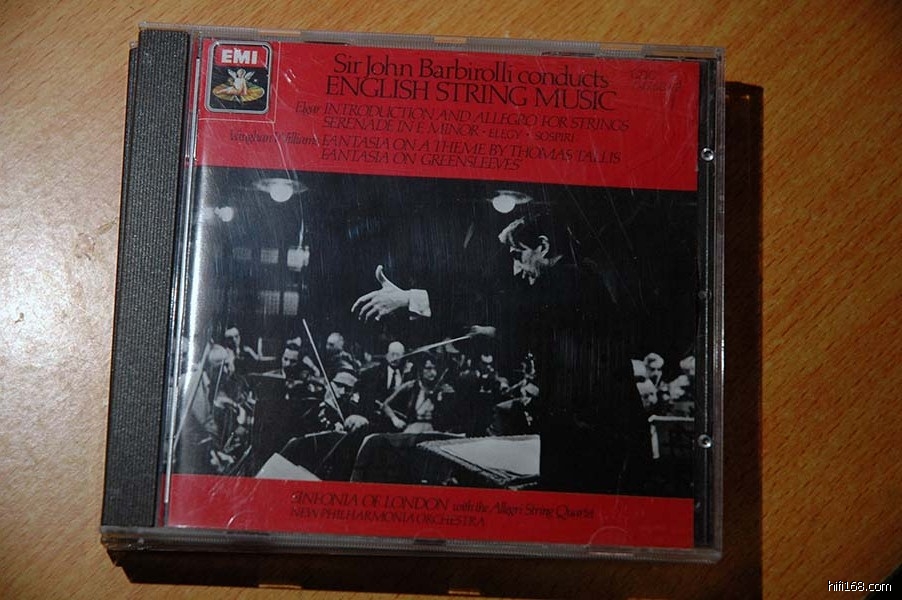 EMI
Sir John Barbirolli conducts
ENGLISH STRING MUSIC
Elgar INTRODUCTION AND ALLEGRO FOR STRINGS
SERENADE IN E MINOR · ELEGY · SOSPIRI
Vaughan Williams FANTASIA ON A THEME BY THOMAS TALLIS
FANTASIA ON 'GREENSLEEVES'
SINFONIA OF LONDON with the Allegri String Quartet
NEW PHILHARMONIA ORCHESTRA
hifi168.com